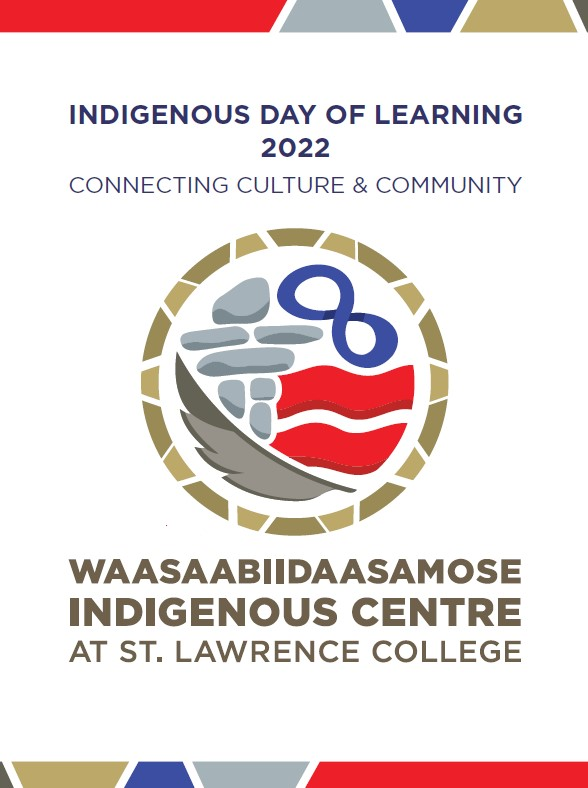 INDIGENOUS DAY OF LEARNING
2022
CONNECTING CULTURE & COMMUNITY
WAASAABIIDAASAMOSE
INDIGENOUS CENTRE
AT ST. LAWRENCE COLLEGE